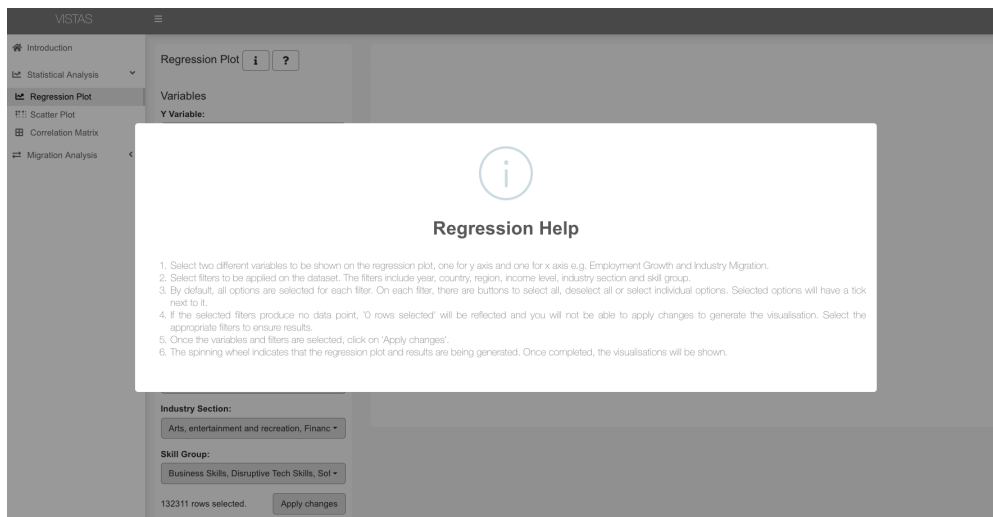 VISTAS
Introduction
Statistical Analysis
Regression Plot
Scatter Plot
Correlation Matrix
Migration Analysis
Regression Plot i ?
Variables
Y Variable:
Regression Help
1. Select two different variables to be shown on the regression plot, one for y axis and one for x axis e.g. Employment Growth and Industry Migration.
2. Select filters to be applied on the dataset. The filters include year, country, region, income level, industry section and skill group.
3. By default, all options are selected for each filter. On each filter, there are buttons to select all, deselect all or select individual options. Selected options will have a tick
next to it.
4. If the selected filters produce no data point, '0 rows selected' will be reflected and you will not be able to apply changes to generate the visualisation. Select the
appropriate filters to ensure results.
5. Once the variables and filters are selected, click on 'Apply changes'.
6. The spinning wheel indicates that the regression plot and results are being generated. Once completed, the visualisations will be shown.
Industry Section:
Arts, entertainment and recreation, Financ
Skill Group:
Business Skills, Disruptive Tech Skills, Sof
132311 rows selected. Apply changes